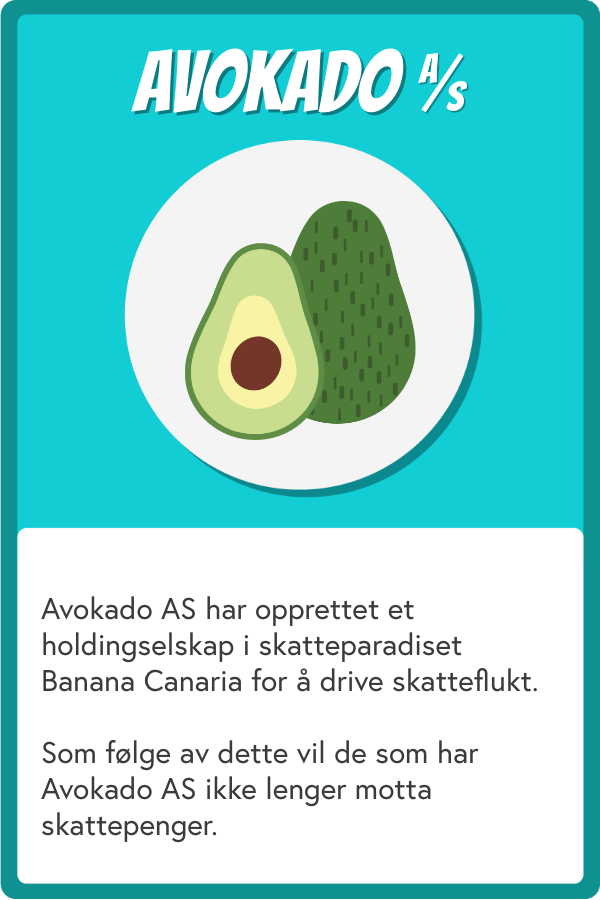 AVOKADO A/S
Avokado AS har opprettet et
holdingselskap i skatteparadiset
Banana Canaria for å drive skatteflukt.
Som følge av dette vil de som har
Avokado AS ikke lenger motta
skattepenger.